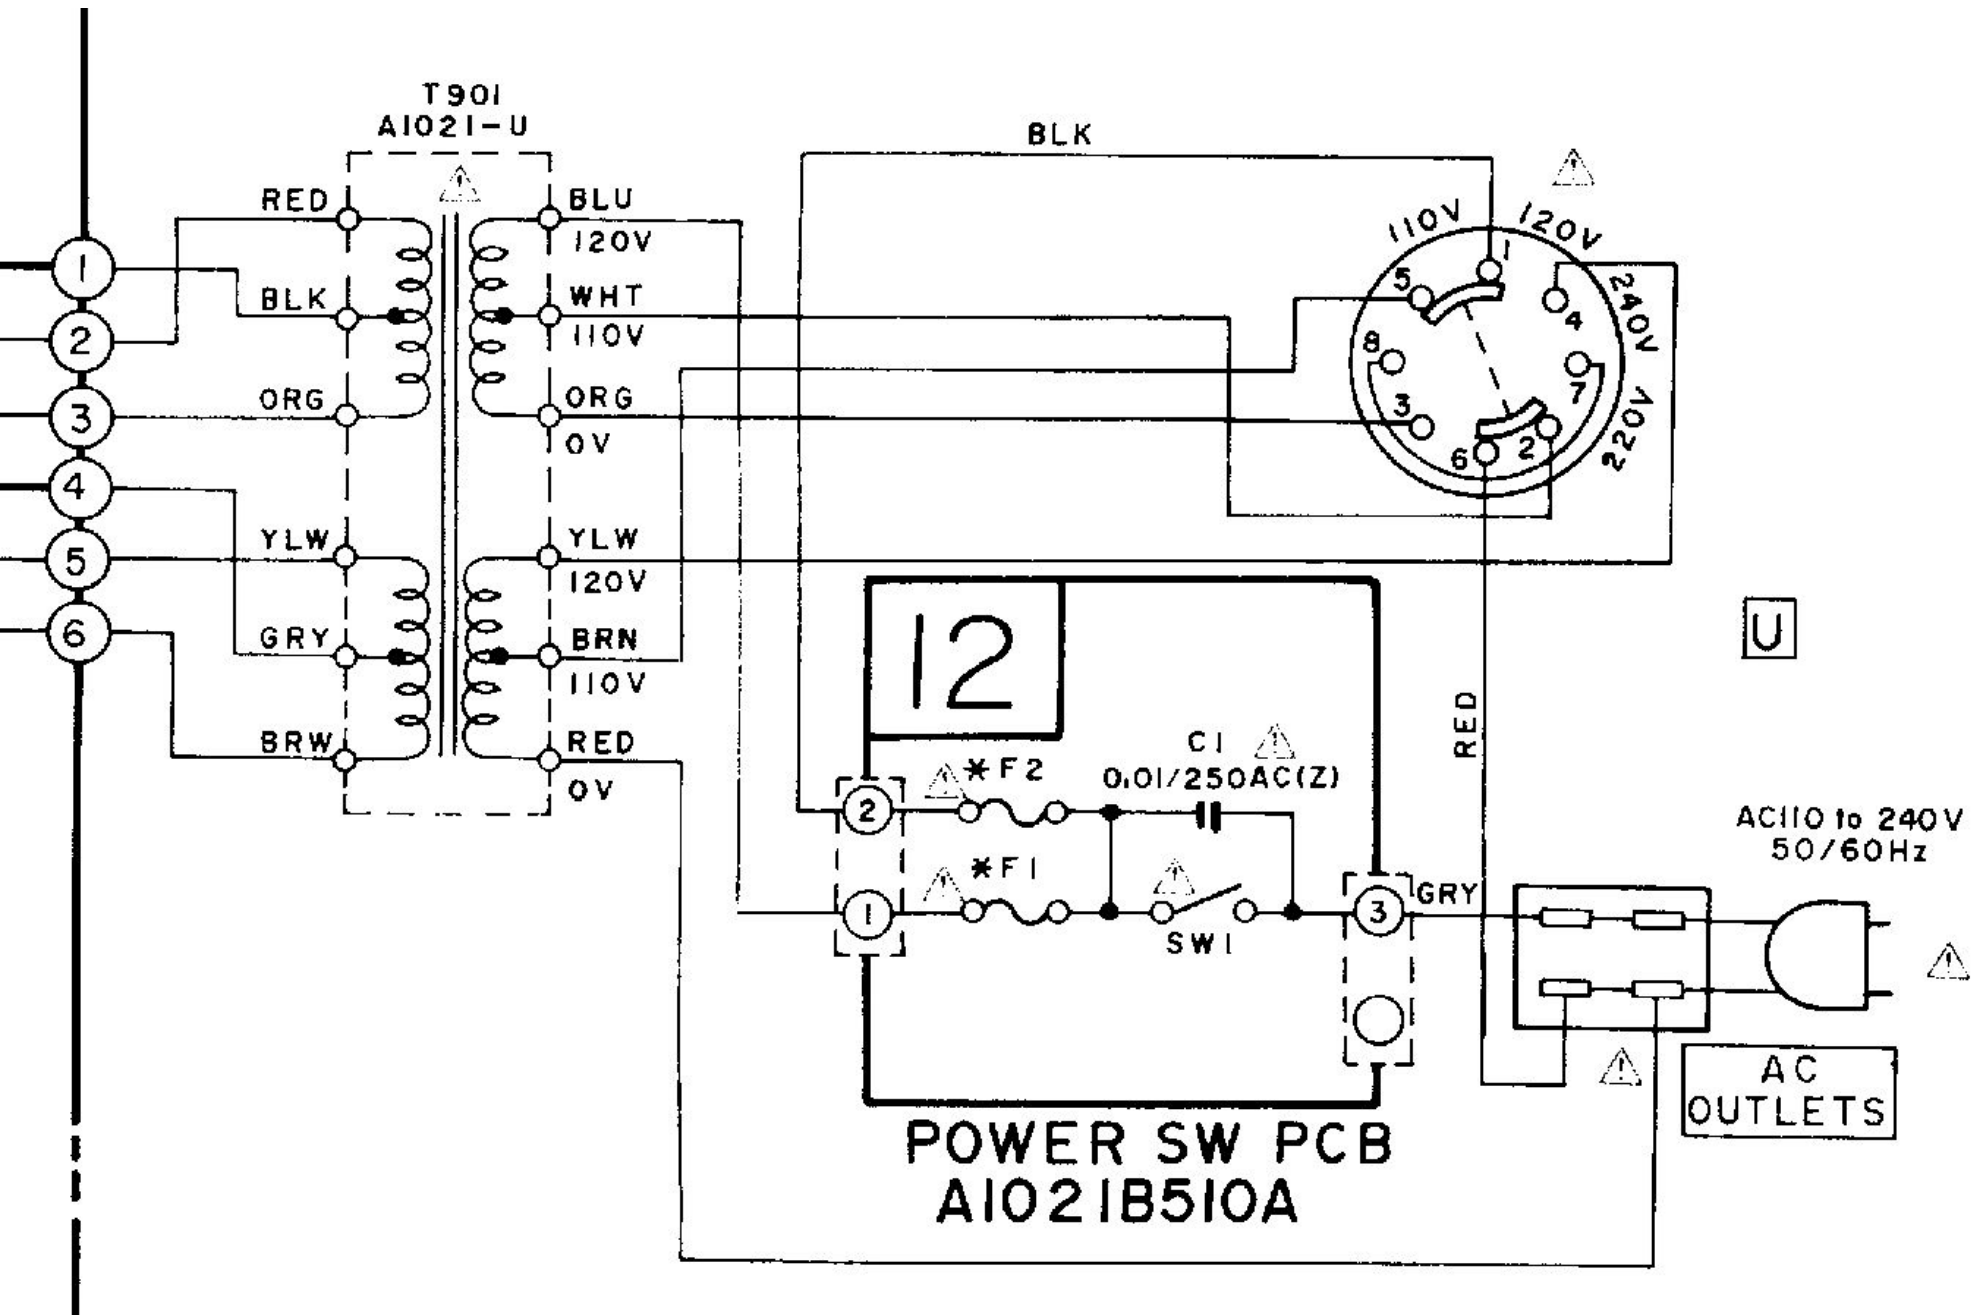 T901
A1021-U
RED
BLK
ORG
YLW
GRY
BRW
1
2
3
4
5
6
BLU
120V
WHT
110V
ORG
0V
YLW
120V
BRN
110V
RED
0V
BLK
110V
120V
240V
220V
1
5
4
8
7
3
6
2
12
U
RED
C1
0.01/250AC(Z)
*F2
2
*F1
1
SW1
3
GRY
AC110 to 240V
50/60Hz
AC
OUTLETS
POWER SW PCB
A1021B510A